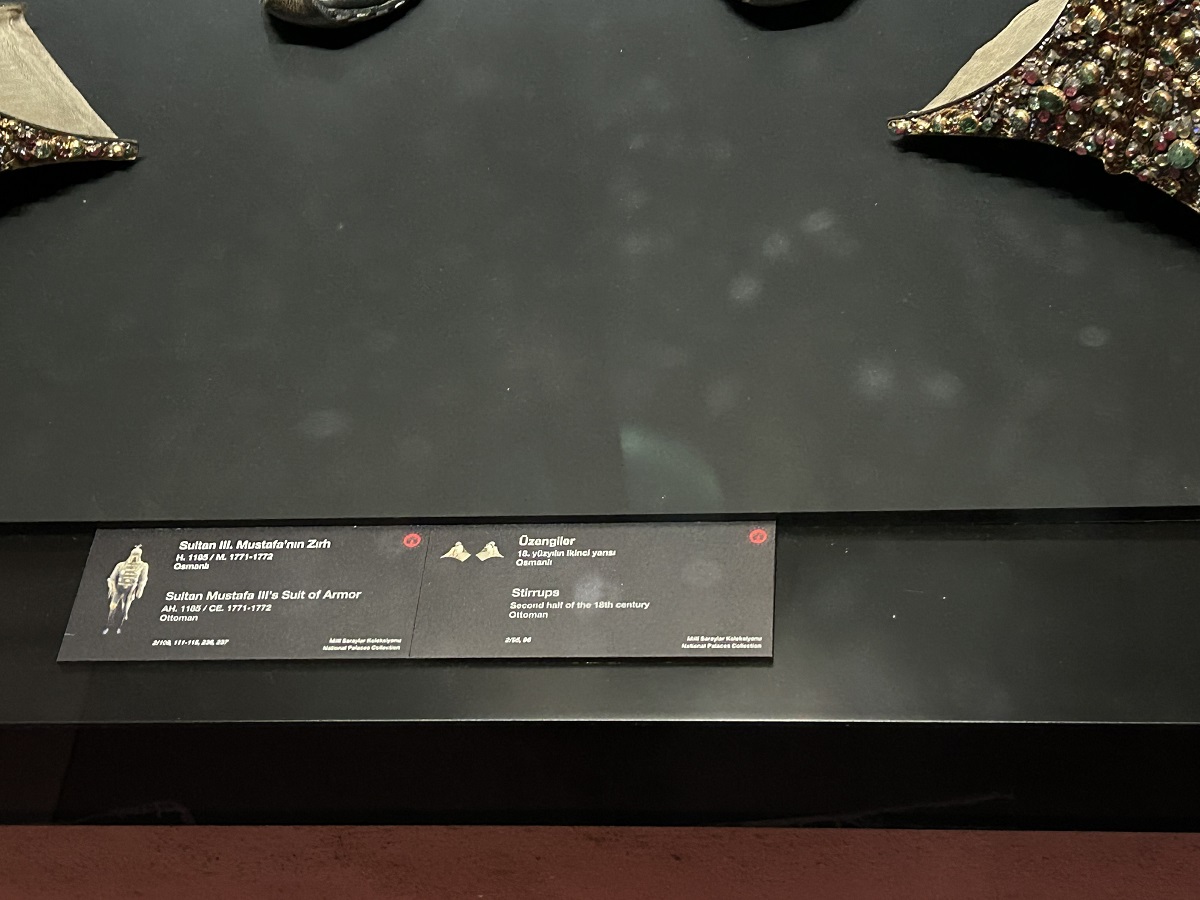 Sultan III. Mustafa'nın Zırh
H. 1185 / M. 1771-1772
Osmanlı
Sultan Mustafa III's Suit of Armor
AH. 1185 / CE. 1771-1772
Ottoman
Milli Saraylar Koleksiyonu
National Palaces Collection
Üzengiler
18. yüzyılın ikinci yarısı
Osmanlı
Stirrups
Second half of the 18th century
Ottoman
Milli Saraylar Koleksiyonu
National Palaces Collection